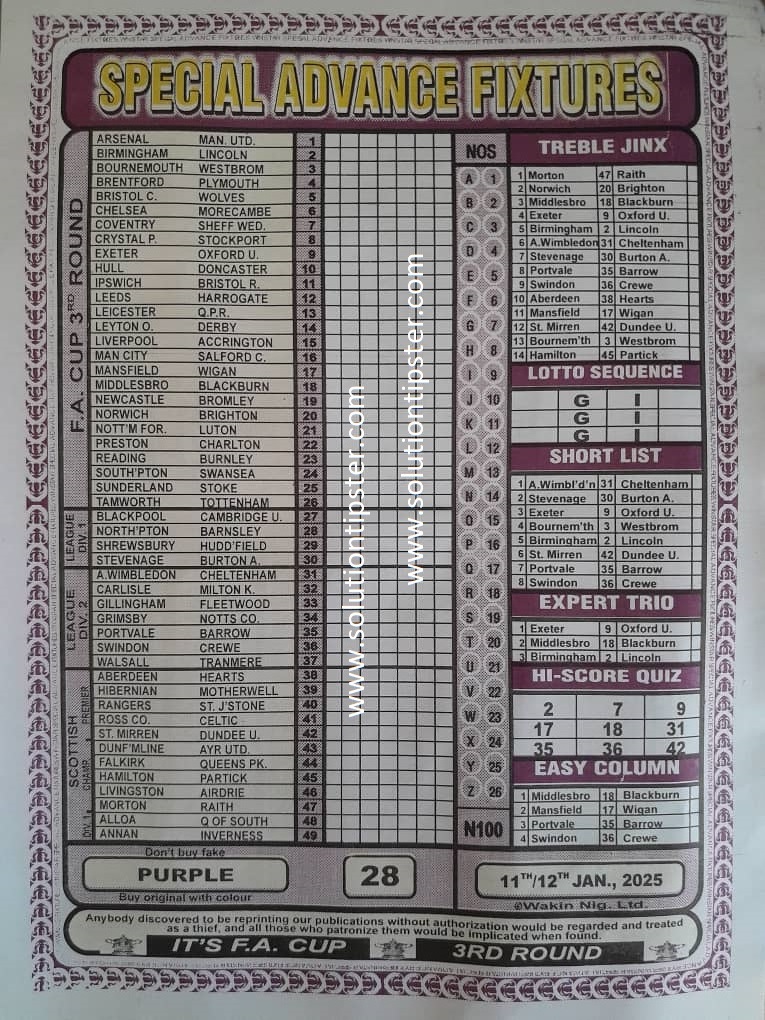 SPECIAL ADVANCE FIXTURES
F.A. CUP 3RD ROUND
ARSENAL MAN. UTD. 1
BIRMINGHAM LINCOLN 2
BOURNEMOUTH WESTBROM 3
BRENTFORD PLYMOUTH 4
BRISTOL C. WOLVES 5
CHELSEA MORECAMBE 6
COVENTRY SHEFF WED. 7
CRYSTAL P. STOCKPORT 8
EXETER OXFORD U. 9
HULL DONCASTER 10
IPSWICH BRISTOL R. 11
LEEDS HARROGATE 12
LEICESTER Q.P.R. 13
LEYTON O. DERBY 14
LIVERPOOL ACCRINGTON 15
MAN CITY SALFORD C. 16
MANSFIELD WIGAN 17
MIDDLESBRO BLACKBURN 18
NEWCASTLE BROMLEY 19
NORWICH BRIGHTON 20
NOTT'M FOR. LUTON 21
PRESTON CHARLTON 22
READING BURNLEY 23
SOUTH'PTON SWANSEA 24
SUNDERLAND STOKE 25
TAMWORTH TOTTENHAM 26
LEAGUE DIV. 1
BLACKPOOL CAMBRIDGE U. 27
NORTH'PTON BARNSLEY 28
SHREWSBURY HUDD'FIELD 29
STEVENAGE BURTON A. 30
LEAGUE DIV. 2
A.WIMBLEDON CHELTENHAM 31
CARLISLE MILTON K. 32
GILLINGHAM FLEETWOOD 33
GRIMSBY NOTTS CO. 34
PORTVALE BARROW 35
SWINDON CREWE 36
WALSALL TRANMERE 37
SCOTTISH
PREMIER
ABERDEEN HEARTS 38
HIBERNIAN MOTHERWELL 39
RANGERS ST. J'STONE 40
ROSS CO. CELTIC 41
ST. MIRREN DUNDEE U. 42
CHAMP.
DUNF'MLINE AYR UTD. 43
FALKIRK QUEENS PK. 44
HAMILTON PARTICK 45
LIVINGSTON AIRDRIE 46
MORTON RAITH 47
DIV. 1
ALLOA Q OF SOUTH 48
ANNAN INVERNESS 49
www.solutiontipster.com
www.solutiontipster.com
NOS
A 1
B 2
C 3
D 4
E 5
F 6
G 7
H 8
I 9
J 10
K 11
L 12
M 13
N 14
O 15
P 16
Q 17
R 18
S 19
T 20
U 21
V 22
W 23
X 24
Y 25
Z 26
N100
TREBLE JINX
1 Morton 47 Raith
2 Norwich 20 Brighton
3 Middlesbro 18 Blackburn
4 Exeter 9 Oxford U.
5 Birmingham 2 Lincoln
6 A.Wimbledon 31 Cheltenham
7 Stevenage 30 Burton A.
8 Portvale 35 Barrow
9 Swindon 36 Crewe
10 Aberdeen 38 Hearts
11 Mansfield 17 Wigan
12 St. Mirren 42 Dundee U.
13 Bournem'th 3 Westbrom
14 Hamilton 45 Partick
LOTTO SEQUENCE
G I
G I
G I
SHORT LIST
1 A.Wimbl'd'n 31 Cheltenham
2 Stevenage 30 Burton A.
3 Exeter 9 Oxford U.
4 Bournem'th 3 Westbrom
5 Birmingham 2 Lincoln
6 St. Mirren 42 Dundee U.
7 Portvale 35 Barrow
8 Swindon 36 Crewe
EXPERT TRIO
1 Exeter 9 Oxford U.
2 Middlesbro 18 Blackburn
3 Birmingham 2 Lincoln
HI-SCORE QUIZ
2 7 9
17 18 31
35 36 42
EASY COLUMN
1 Middlesbro 18 Blackburn
2 Mansfield 17 Wigan
3 Portvale 35 Barrow
4 Swindon 36 Crewe
Don't buy fake
PURPLE
Buy original with colour
28
11TH/12TH JAN., 2025
©Wakin Nig. Ltd.
Anybody discovered to be reprinting our publications without authorization would be regarded and treated
as a thief, and all those who patronize them would be implicated when found.
IT'S F.A. CUP 3RD ROUND